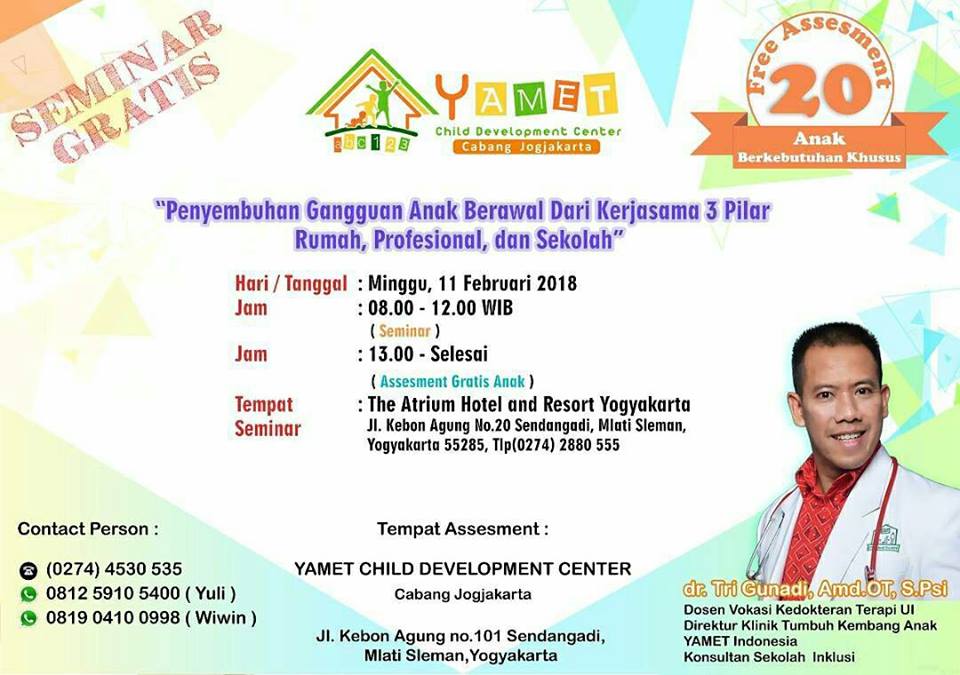 SEMINAR
GRATIS
YAMET
Child Development Center
Cabang Jogjakarta
abc123
Free Assesment
20
Anak
Berkebutuhan Khusus
“Penyembuhan Gangguan Anak Berawal Dari Kerjasama 3 Pilar
Rumah, Profesional, dan Sekolah”
Hari / Tanggal : Minggu, 11 Februari 2018
Jam : 08.00 - 12.00 WIB
( Seminar )
Jam : 13.00 - Selesai
( Assesment Gratis Anak )
Tempat : The Atrium Hotel and Resort Yogyakarta
Seminar Jl. Kebon Agung No.20 Sendangadi, Mlati Sleman,
Yogyakarta 55285, Tlp(0274) 2880 555
Contact Person :
(0274) 4530 535
0812 5910 5400 ( Yuli )
0819 0410 0998 ( Wiwin )
Tempat Assesment :
YAMET CHILD DEVELOPMENT CENTER
Cabang Jogjakarta
Jl. Kebon Agung no.101 Sendangadi,
Mlati Sleman,Yogyakarta
dr. Tri Gunadi, Amd.OT, S.Psi
Dosen Vokasi Kedokteran Terapi UI
Direktur Klinik Tumbuh Kembang Anak
YAMET Indonesia
Konsultan Sekolah Inklusi